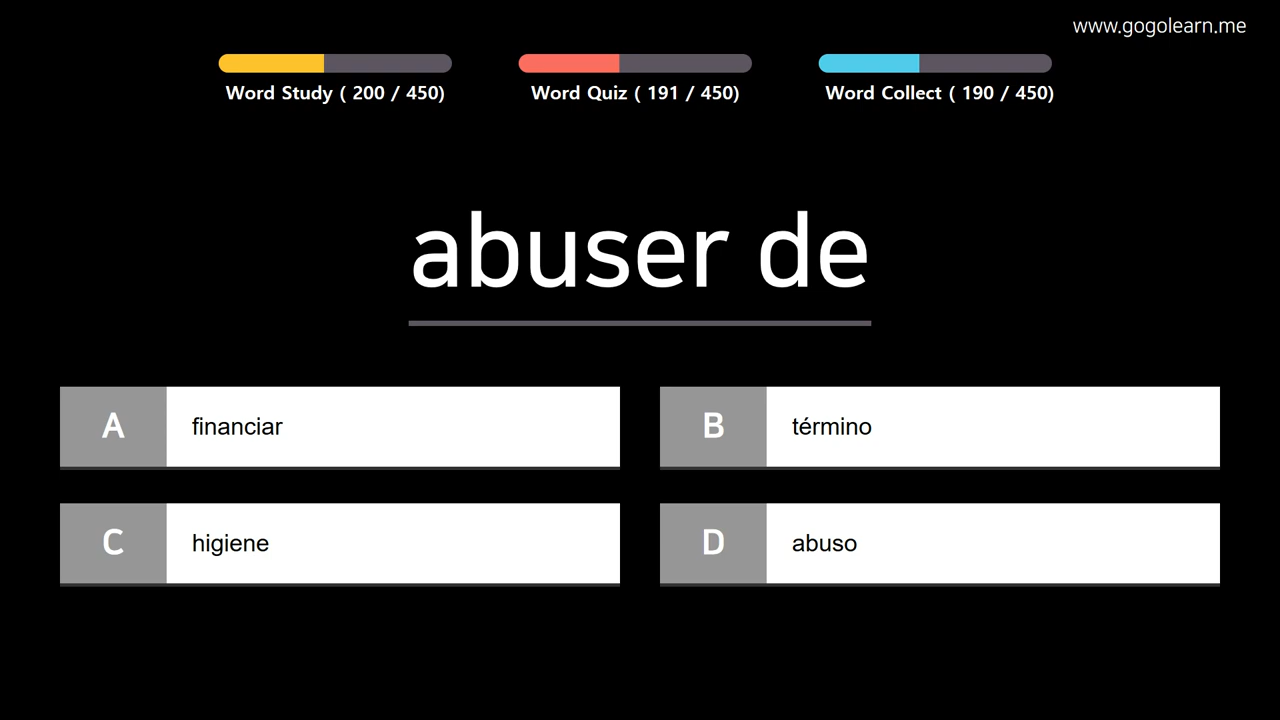 www.gogolearn.me
Word Study ( 200 / 450)
Word Quiz ( 191 / 450)
Word Collect ( 190 / 450)
abuser de
A financiar
B término
C higiene
D abuso